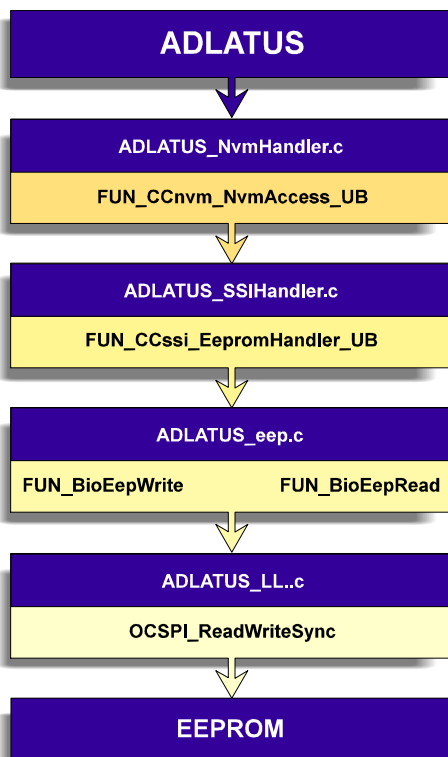 ADLATUS
ADLATUS_NvmHandler.c
FUN_CCnvm_NvmAccess_UB
ADLATUS_SSIHandler.c
FUN_CCssi_EepromHandler_UB
ADLATUS_eep.c
FUN_BioEepWrite FUN_BioEepRead
ADLATUS_LL..c
OCSPI_ReadWriteSync
EEPROM